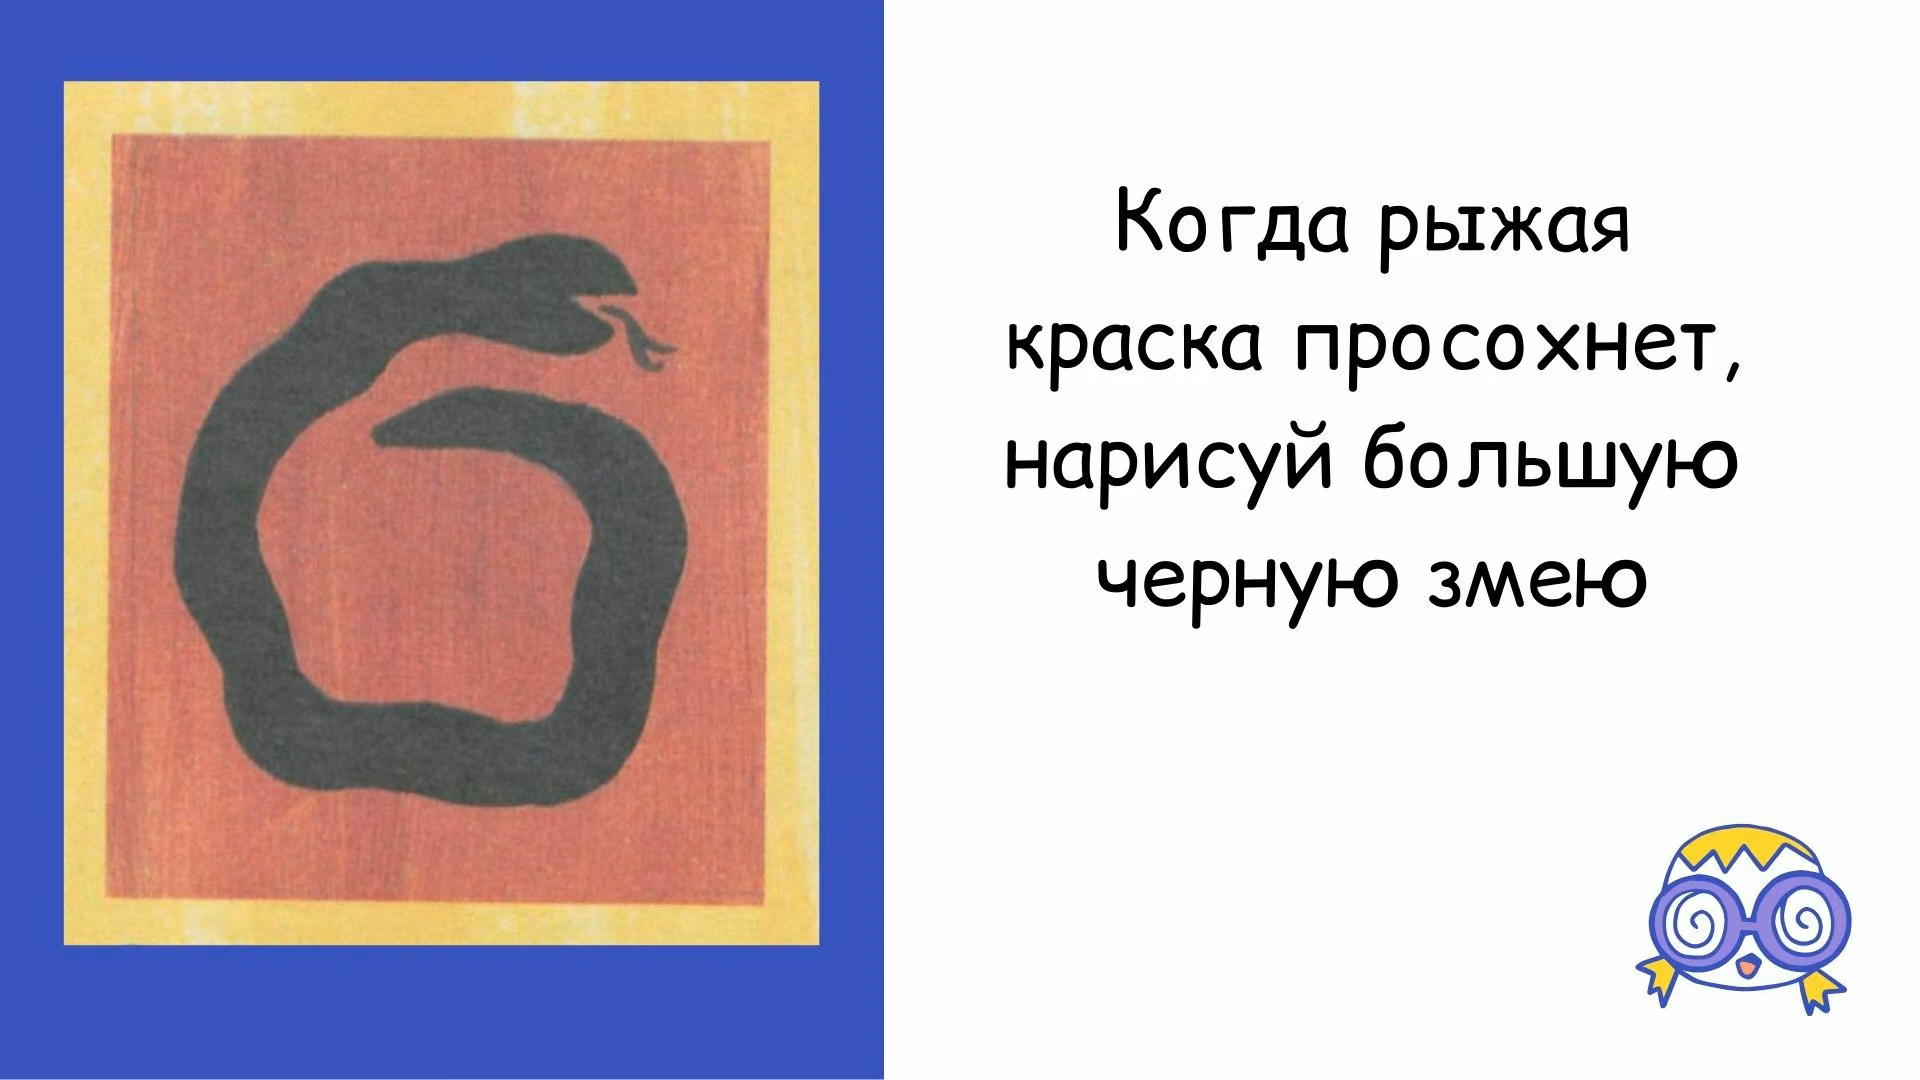 Когда рыжая
краска просохнет,
нарисуй большую
черную змею